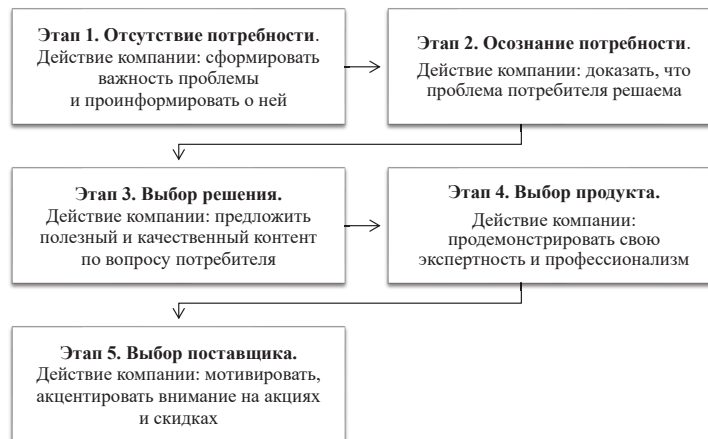 Этап 1. Отсутствие потребности.
Действие компании: сформировать
важность проблемы
и проинформировать о ней
Этап 2. Осознание потребности.
Действие компании: доказать, что
проблема потребителя решаема
Этап 3. Выбор решения.
Действие компании: предложить
полезный и качественный контент
по вопросу потребителя
Этап 4. Выбор продукта.
Действие компании:
продемонстрировать свою
экспертность и профессионализм
Этап 5. Выбор поставщика.
Действие компании: мотивировать,
акцентировать внимание на акциях
и скидках